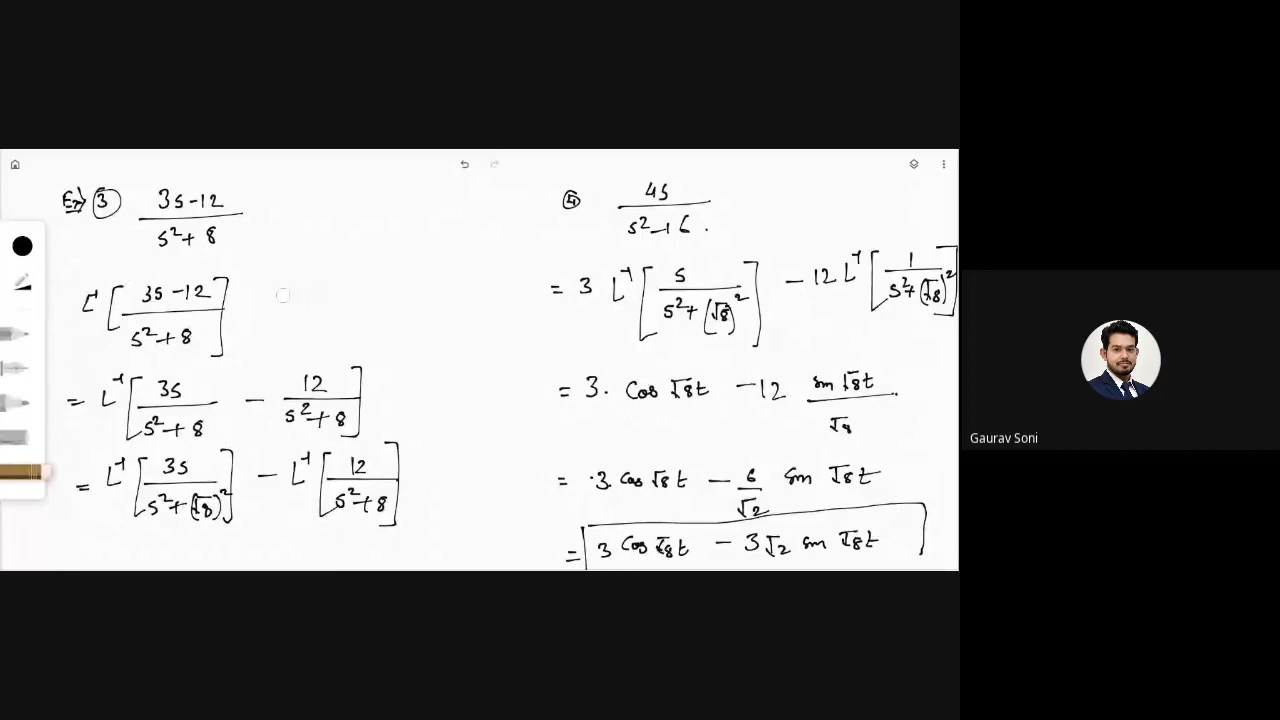 Ex) ③ 3s-12 / s²+8
L⁻¹ [ 3s-12 / s²+8 ]
= L⁻¹ [ 3s / s²+8 - 12 / s²+8 ]
= L⁻¹ [ 3s / s²+(√8)² ] - L⁻¹ [ 12 / s²+8 ]
4s / s²-16.
= 3 L⁻¹ [ s / s²+(√8)² ] - 12 L⁻¹ [ 1 / s²+(√8)² ]
= 3. cos √8t - 12 sin √8t / √8
= 3 cos √8t - 6/√2 sin √8t
= 3 cos √8t - 3√2 sin √8t
Gaurav Soni